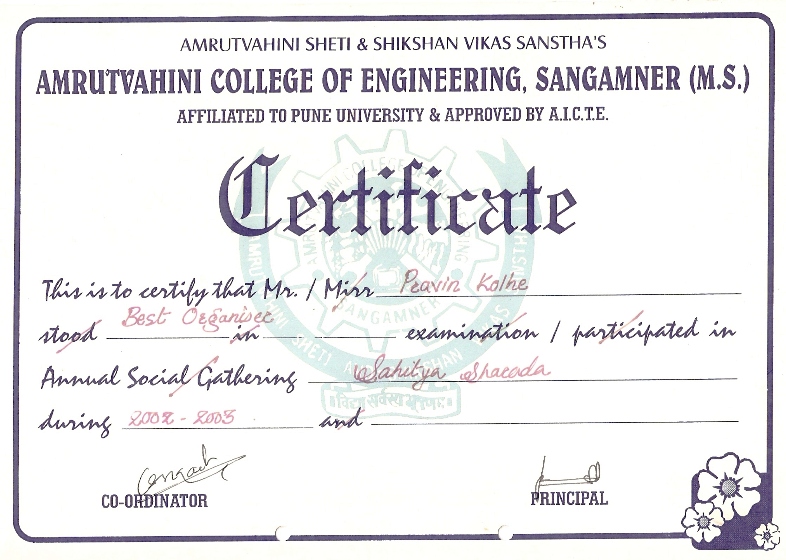 AMRUTVAHINI SHETI & SHIKSHAN VIKAS SANSTHA'S
AMRUTVAHINI COLLEGE OF ENGINEERING, SANGAMNER (M.S.)
AFFILIATED TO PUNE UNIVERSITY & APPROVED BY A.I.C.T.E.
Certificate
This is to certify that Mr. / Miss Pravin Kolhe
stood Best Organiser in examination / participated in
Annual Social Gathering Sahitya Sharada
during 2002 - 2003 and
CO-ORDINATOR PRINCIPAL